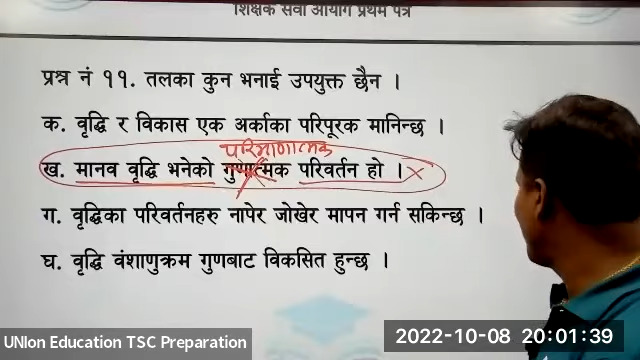 शिक्षक सेवा आयोग प्रथम पत्र
प्रश्न नं ११. तलका कुन भनाई उपयुक्त छैन ।
क. वृद्धि र विकास एक अर्काका परिपूरक मानिन्छ ।
परिमाणात्मक
ख. मानव वृद्धि भनेको गुणात्मक परिवर्तन हो । ×
ग. वृद्धिका परिवर्तनहरु नापेर जोखेर मापन गर्न सकिन्छ ।
घ. वृद्धि वंशाणुक्रम गुणबाट विकसित हुन्छ ।
UNIon Education TSC Preparation
2022-10-08 20:01:39